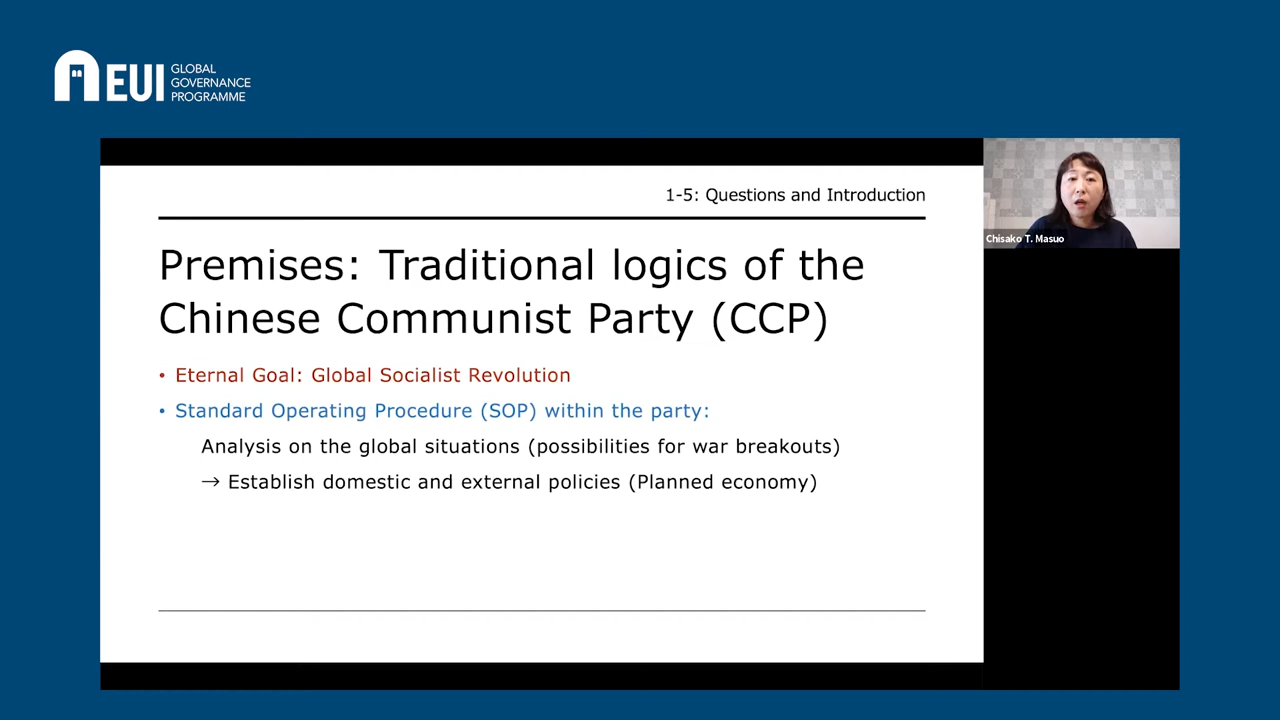 EUI
GLOBAL
GOVERNANCE
PROGRAMME
1-5: Questions and Introduction
Premises: Traditional logics of the
Chinese Communist Party (CCP)
• Eternal Goal: Global Socialist Revolution
• Standard Operating Procedure (SOP) within the party:
Analysis on the global situations (possibilities for war breakouts)
→ Establish domestic and external policies (Planned economy)
Chisako T. Masuo